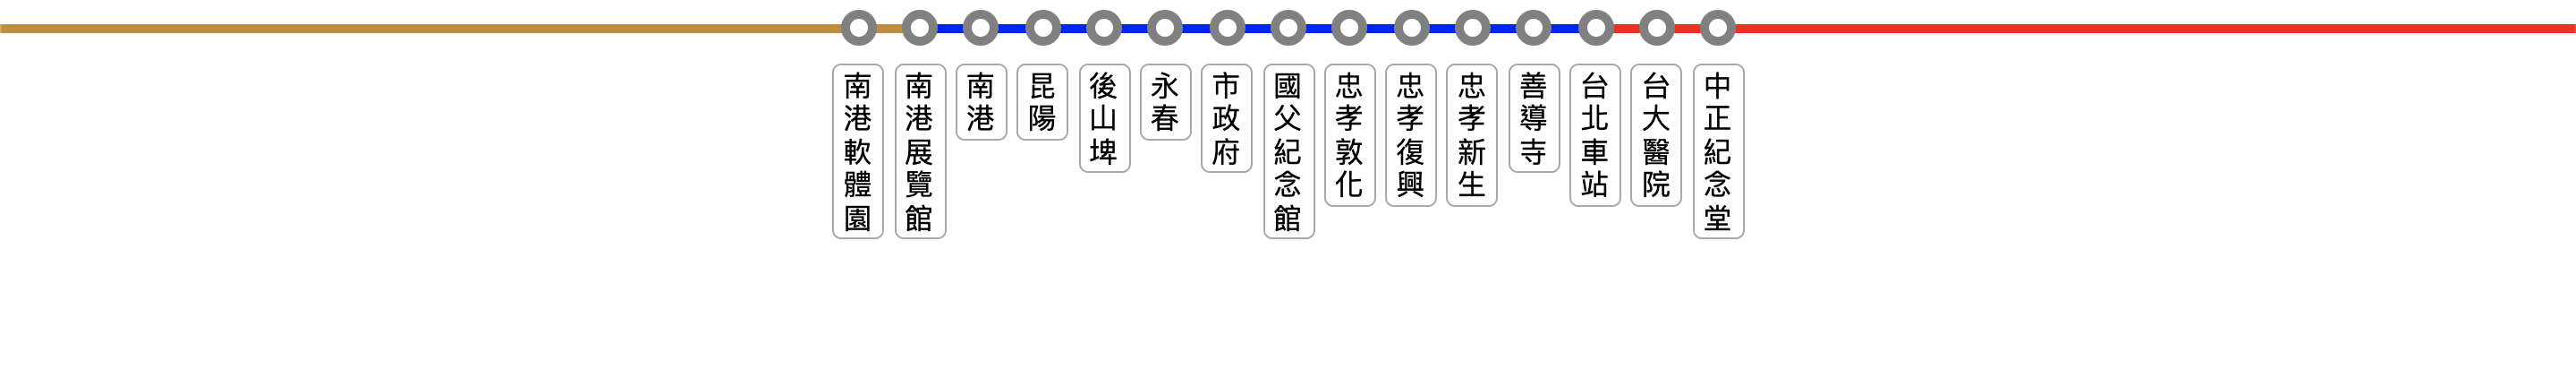 南港軟體園
南港展覽館
南港
昆陽
後山埤
永春
市政府
國父紀念館
忠孝敦化
忠孝復興
忠孝新生
善導寺
台北車站
台大醫院
中正紀念堂